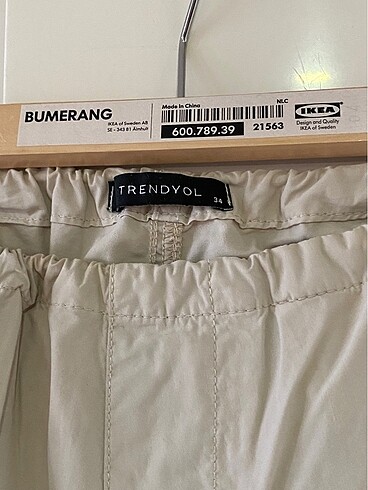 BUMERANG
IKEA of Sweden AB
SE - 343 81 Älmhult
Made in China
NLC
600.789.39
21563
IKEA
Design and Quality
IKEA of Sweden
TRENDYOL
34